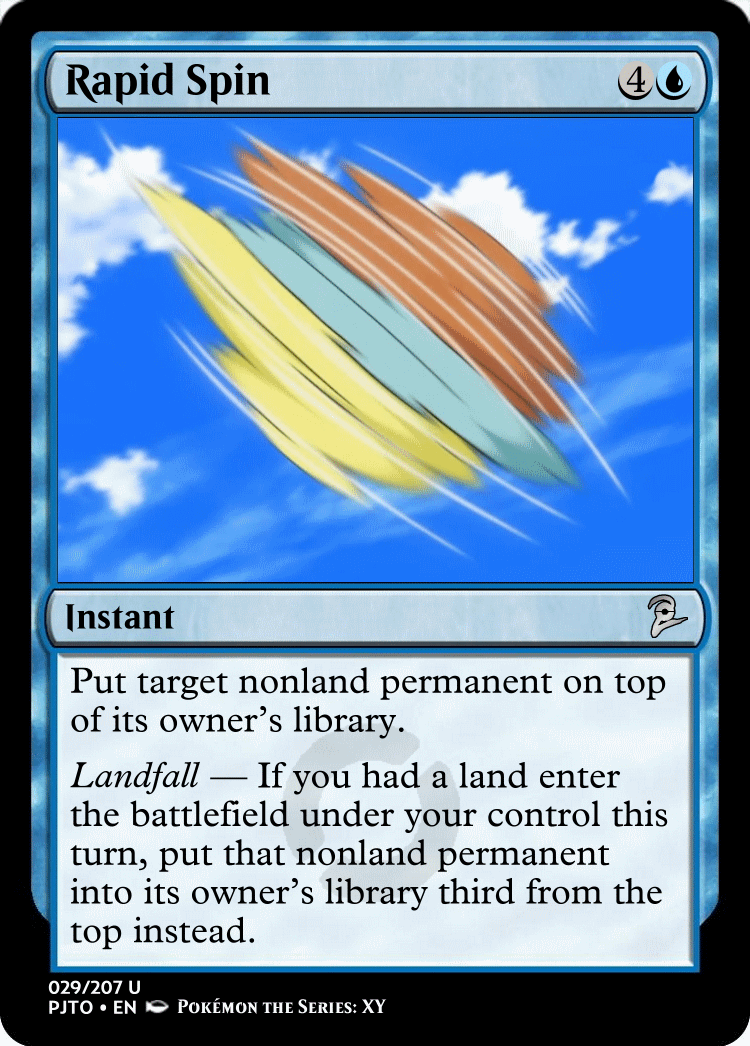 Rapid Spin 4
Instant
Put target nonland permanent on top
of its owner’s library.
Landfall — If you had a land enter
the battlefield under your control this
turn, put that nonland permanent
into its owner’s library third from the
top instead.
029/207 U
PJTO • EN Pokémon the Series: XY